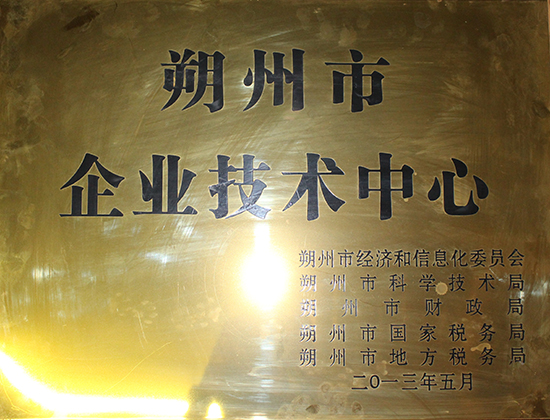 朔州市
企业技术中心
朔州市经济和信息化委员会
朔州市科学技术局
朔州市财政局
朔州市国家税务局
朔州市地方税务局
二〇一三年五月